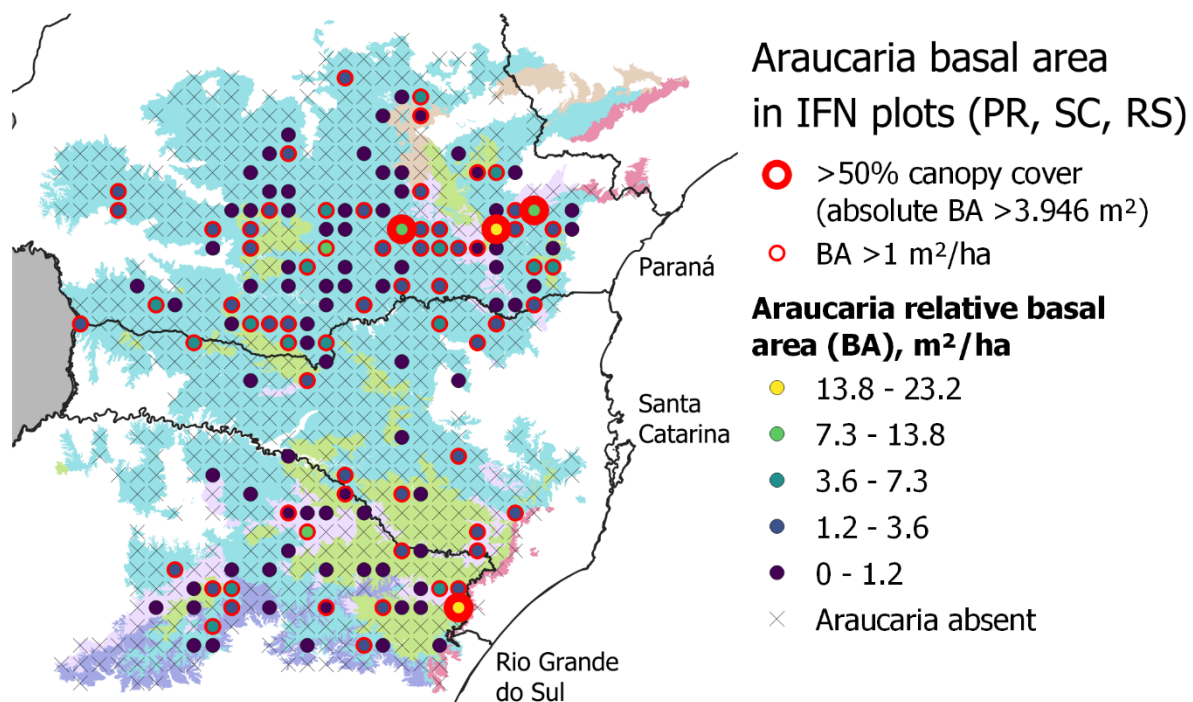 Araucaria basal area
in IFN plots (PR, SC, RS)
>50% canopy cover
(absolute BA >3.946 m²)
BA >1 m²/ha
Araucaria relative basal
area (BA), m²/ha
13.8 - 23.2
7.3 - 13.8
3.6 - 7.3
1.2 - 3.6
0 - 1.2
Araucaria absent
Paraná
Santa
Catarina
Rio Grande
do Sul